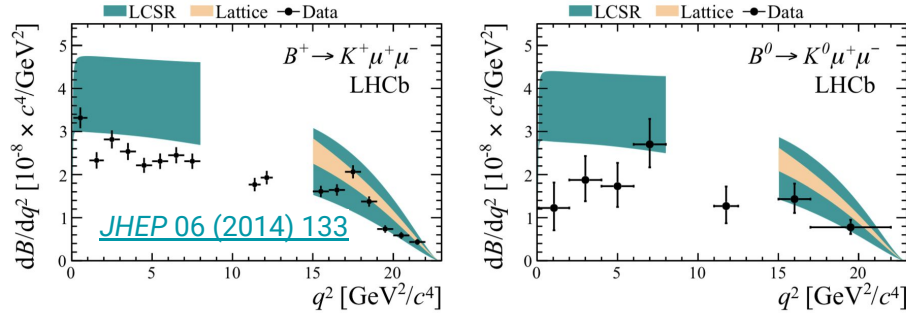 LCSR Lattice Data
dB/dq² [10⁻⁸ × c⁴/GeV²]
5
4
3
2
1
0
B⁺ → K⁺μ⁺μ⁻
LHCb
JHEP 06 (2014) 133
0 5 10 15 20
q² [GeV²/c⁴]
LCSR Lattice Data
dB/dq² [10⁻⁸ × c⁴/GeV²]
5
4
3
2
1
0
B⁰ → K⁰μ⁺μ⁻
LHCb
0 5 10 15 20
q² [GeV²/c⁴]